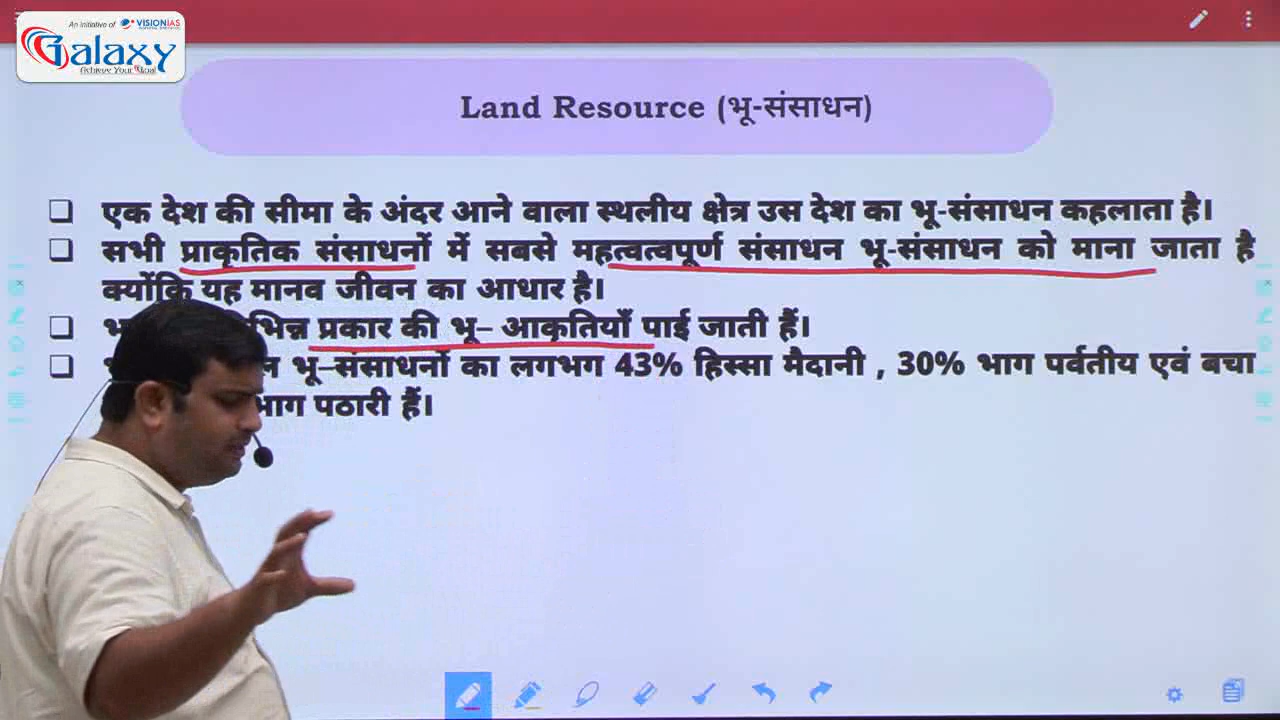 An initiative of VISIONIAS
Galaxy
Achieve Your Goal
Land Resource (भू-संसाधन)
एक देश की सीमा के अंदर आने वाला स्थलीय क्षेत्र उस देश का भू-संसाधन कहलाता है।
सभी प्राकृतिक संसाधनों में सबसे महत्वत्वपूर्ण संसाधन भू-संसाधन को माना जाता है
क्योंकि यह मानव जीवन का आधार है।
प्रकार की भू– आकृतियाँ पाई जाती हैं।
भू–संसाधनों का लगभग 43% हिस्सा मैदानी , 30% भाग पर्वतीय एवं बचा
भाग पठारी हैं।